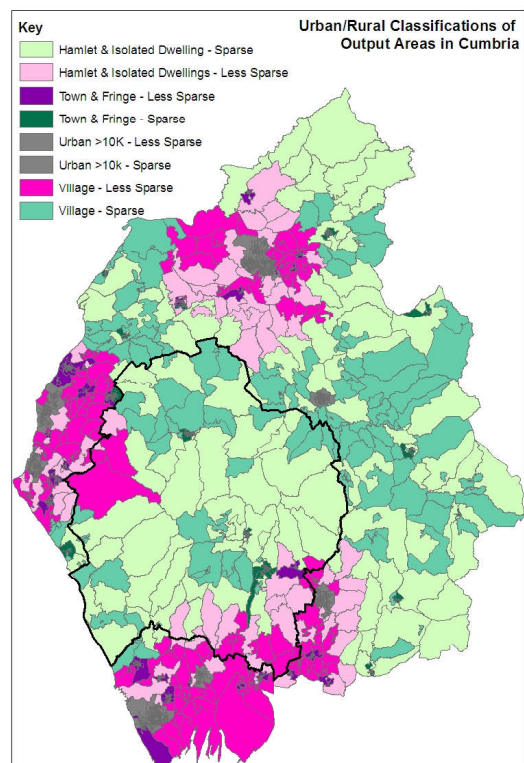 Urban/Rural Classifications of
Output Areas in Cumbria
Key
Hamlet & Isolated Dwelling - Sparse
Hamlet & Isolated Dwellings - Less Sparse
Town & Fringe - Less Sparse
Town & Fringe - Sparse
Urban >10K - Less Sparse
Urban >10k - Sparse
Village - Less Sparse
Village - Sparse